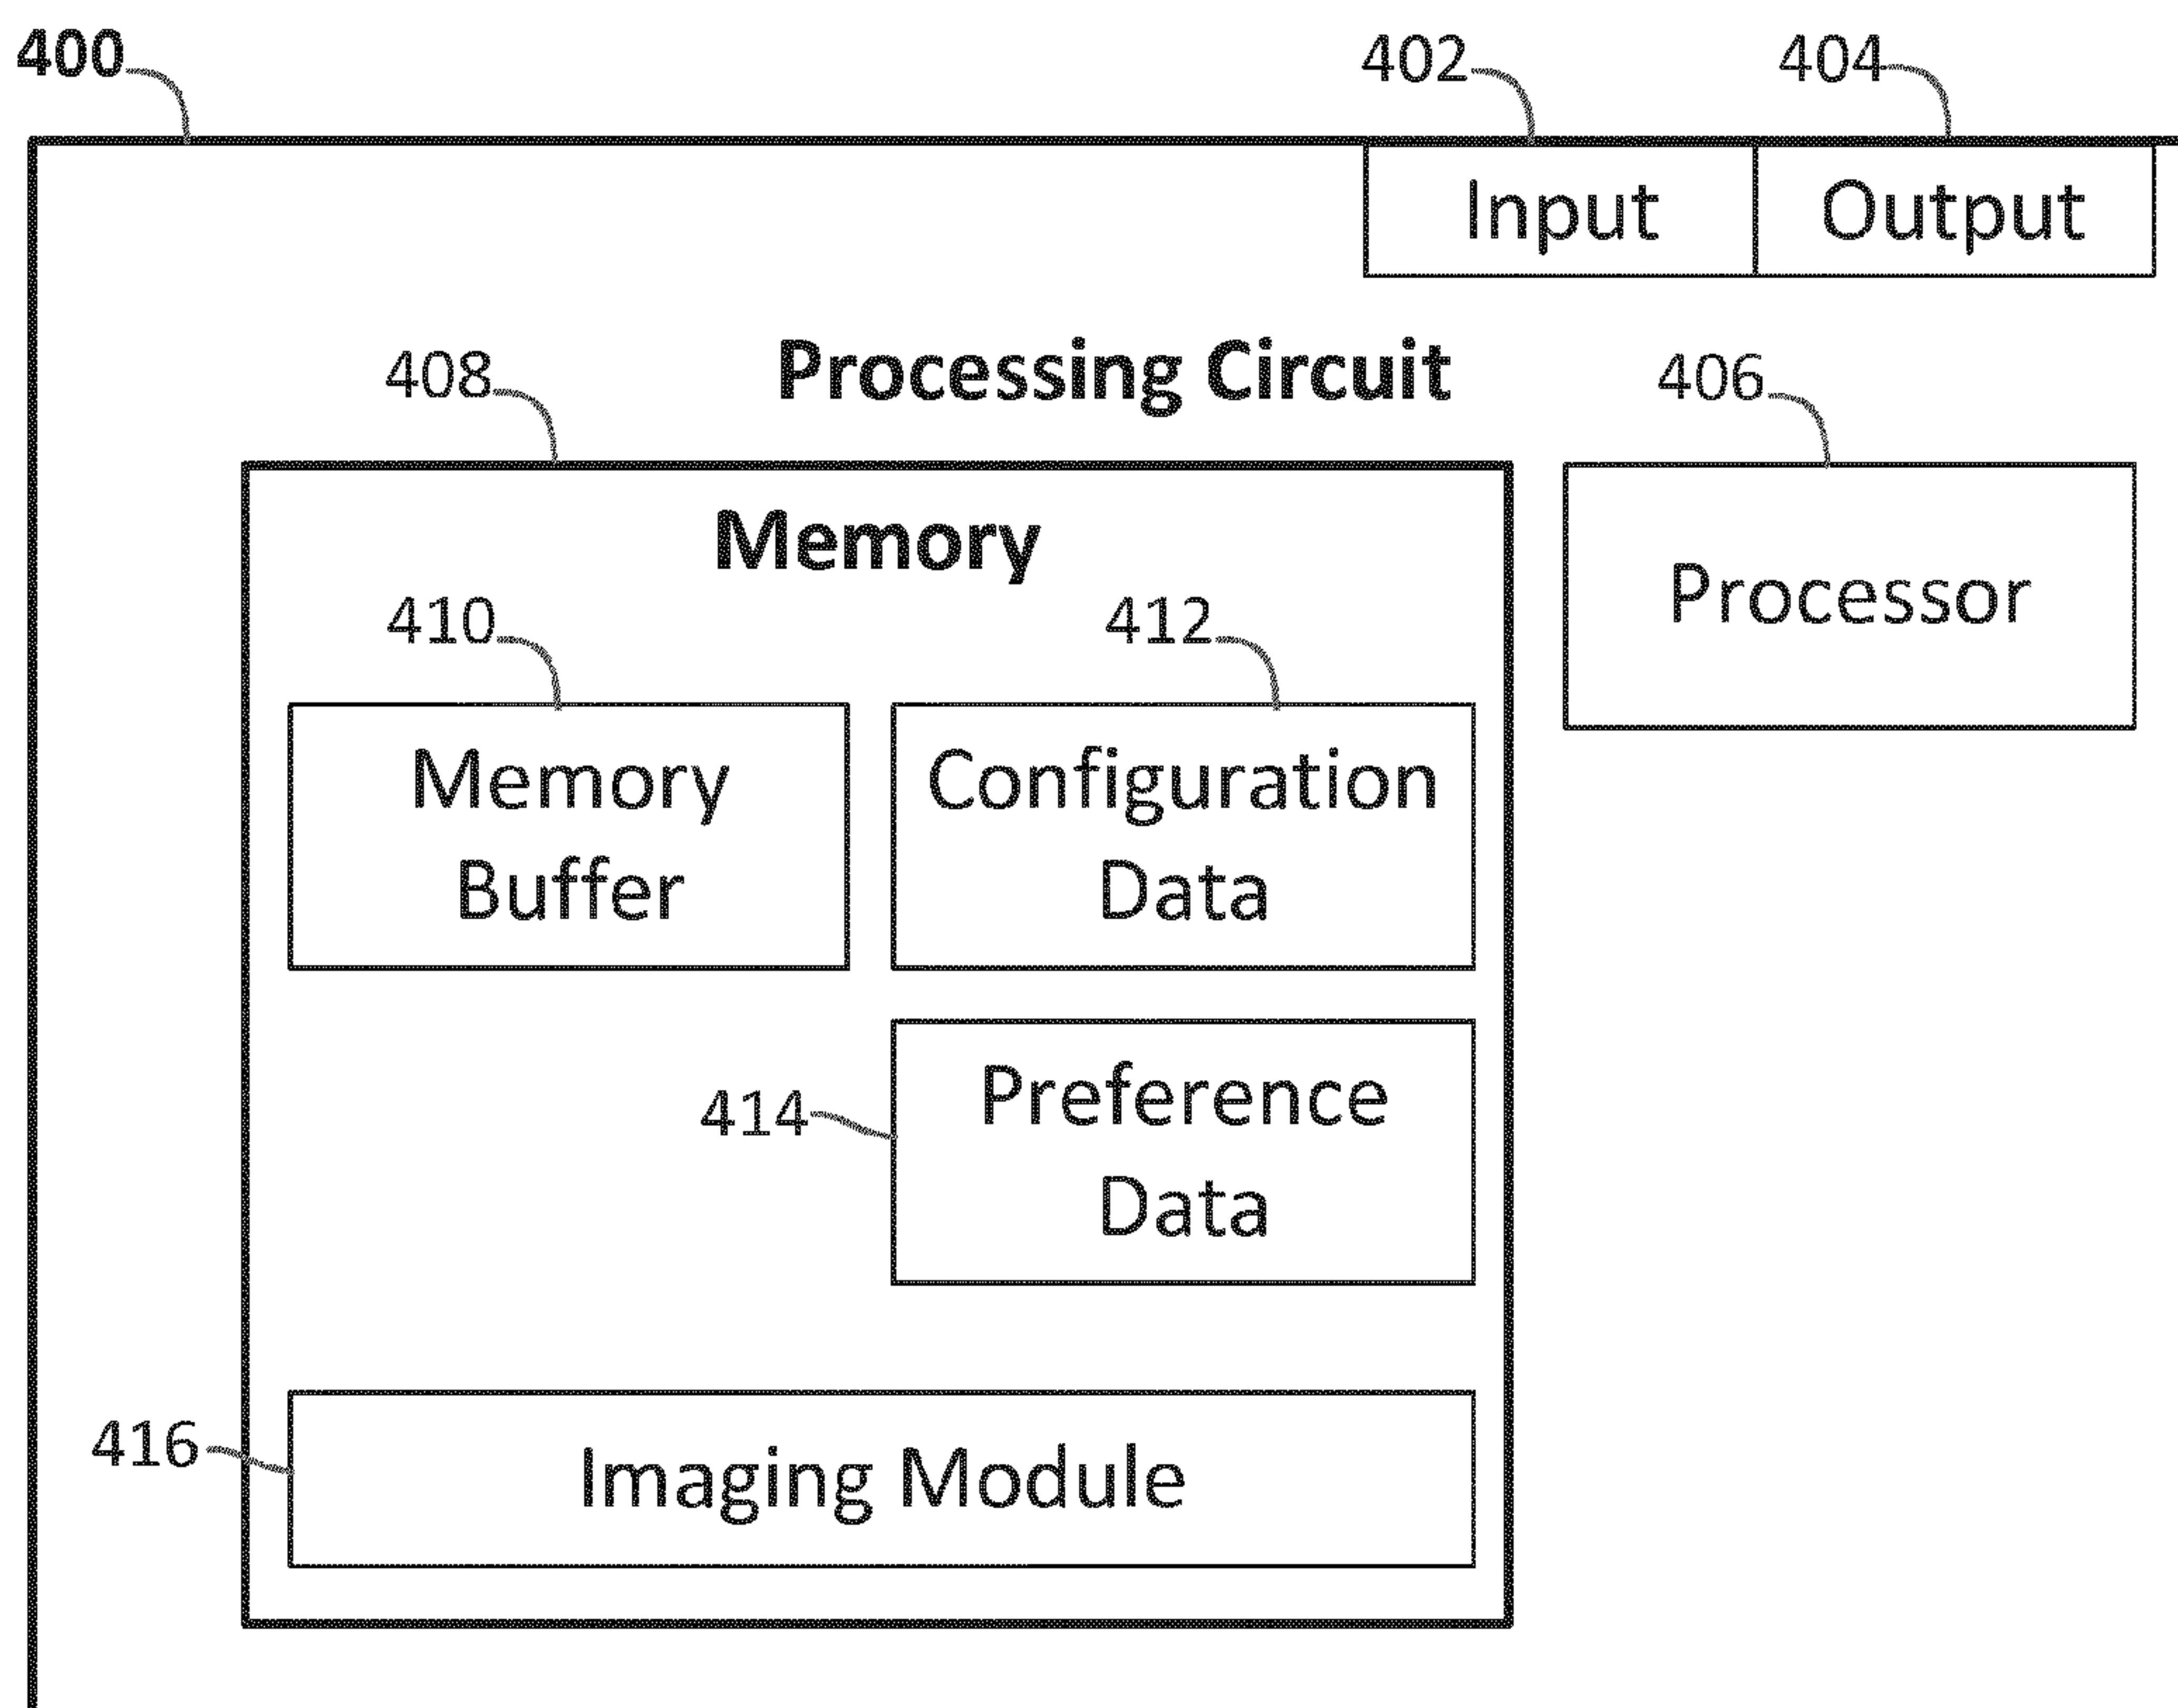 400
402
404
Input
Output
Processing Circuit
408
406
Memory
Processor
410
412
Memory
Buffer
Configuration
Data
414
Preference
Data
416
Imaging Module